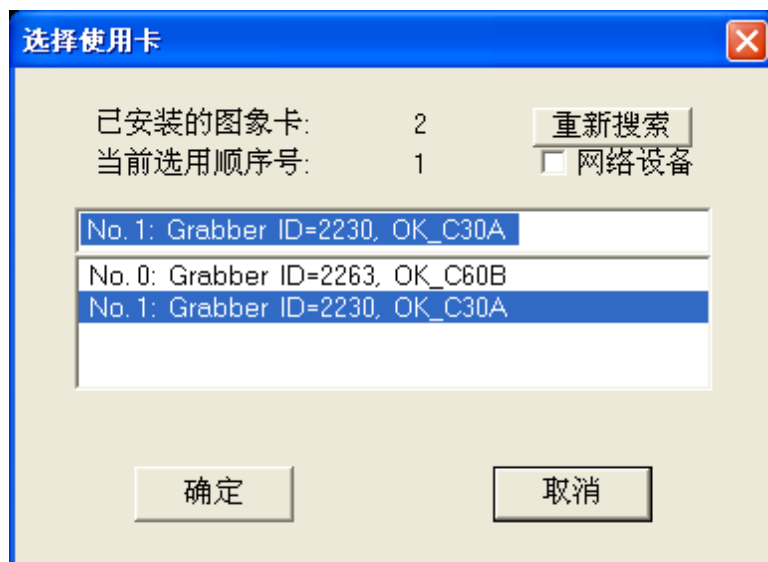 选择使用卡
已安装的图象卡: 2 重新搜索
当前选用顺序号: 1 网络设备
No.1: Grabber ID=2230, OK_C30A
No.0: Grabber ID=2263, OK_C60B
No.1: Grabber ID=2230, OK_C30A
确定 取消